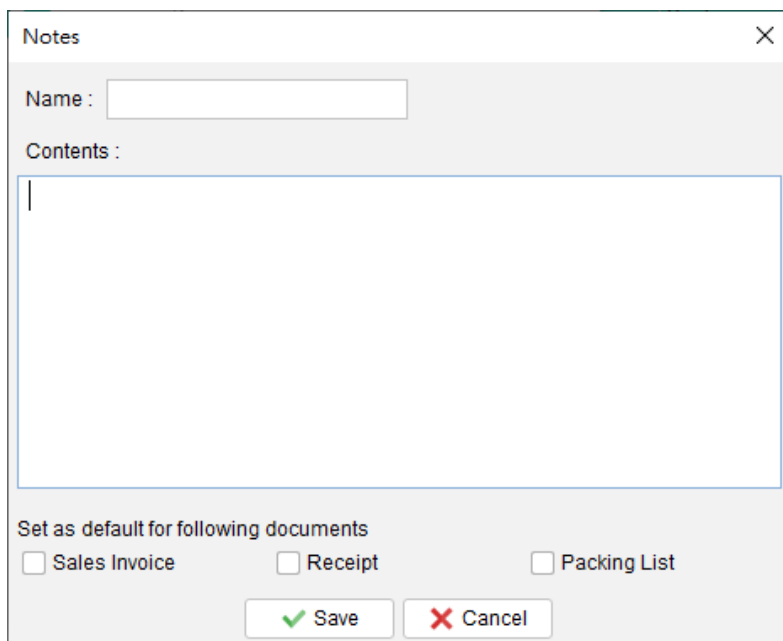 Notes
Name :
Contents :
Set as default for following documents
Sales Invoice Receipt Packing List
Save Cancel